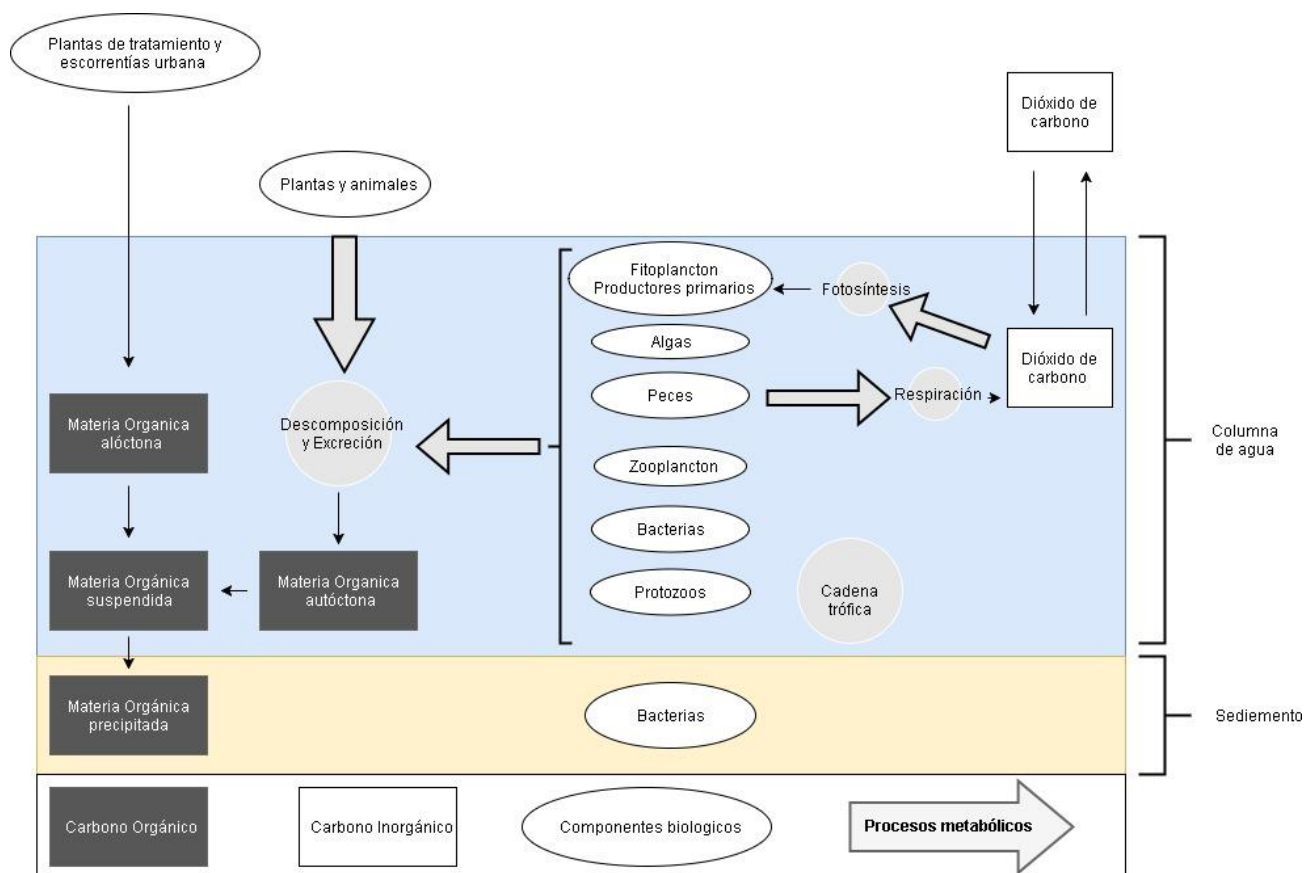 Plantas de tratamiento y
escorrentías urbana
Dióxido de
carbono
Plantas y animales
Fitoplancton
Productores primarios
Fotosíntesis
Algas
Dióxido de
carbono
Peces
Respiración
Materia Organica
alóctona
Descomposición
y Excreción
Columna
de agua
Zooplancton
Bacterias
Materia Orgánica
suspendida
Materia Organica
autóctona
Protozoos
Cadena
trófica
Materia Orgánica
precipitada
Bacterias
Sediemento
Carbono Orgánico
Carbono Inorgánico
Componentes biologicos
Procesos metabólicos